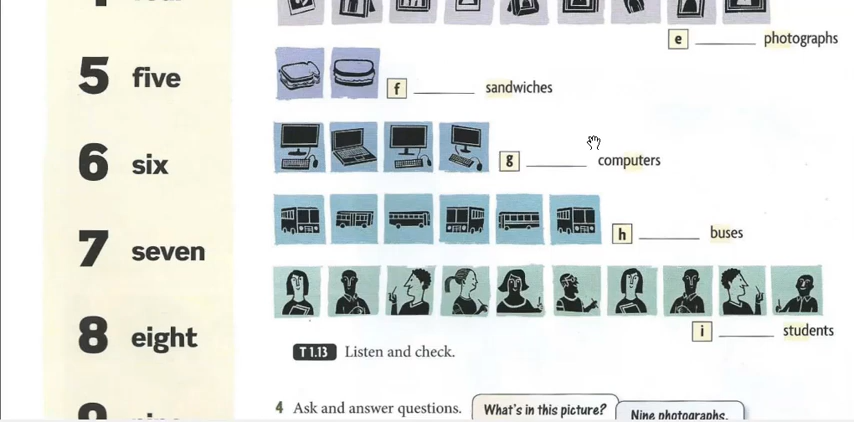 e ______ photographs
5 five
f ______ sandwiches
6 six
g ______ computers
7 seven
h ______ buses
8 eight
i ______ students
T 1.13 Listen and check.
4 Ask and answer questions. What's in this picture? Nine photographs.